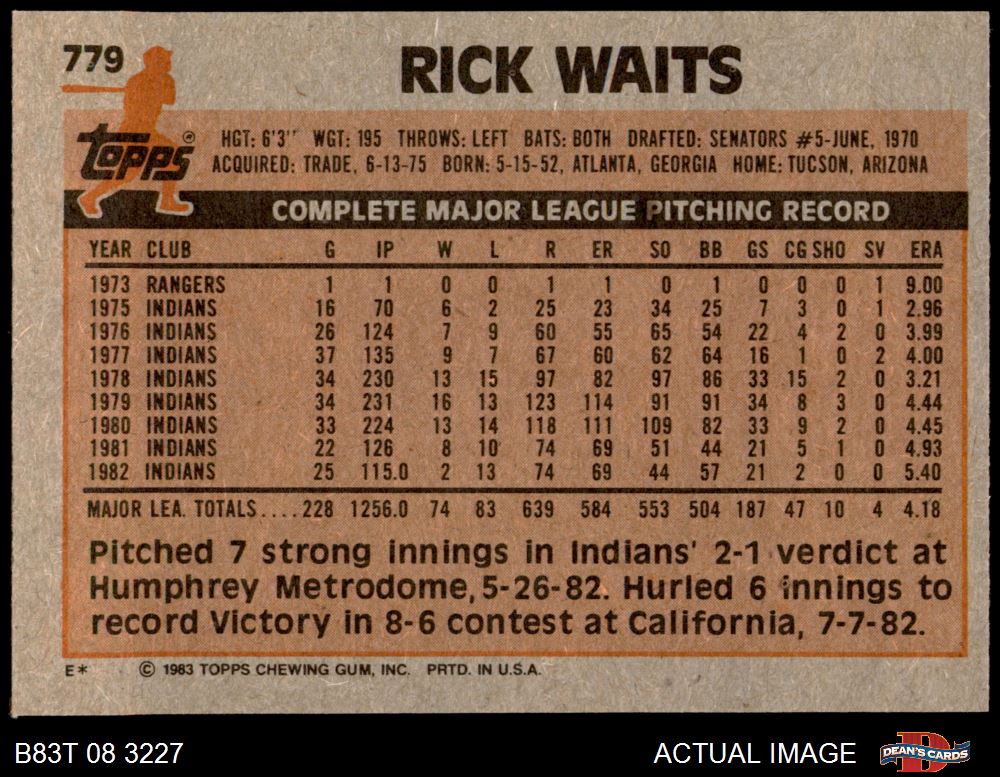 779
RICK WAITS
Topps®
HGT: 6'3" WGT: 195 THROWS: LEFT BATS: BOTH DRAFTED: SENATORS #5-JUNE, 1970
ACQUIRED: TRADE, 6-13-75 BORN: 5-15-52, ATLANTA, GEORGIA HOME: TUCSON, ARIZONA
COMPLETE MAJOR LEAGUE PITCHING RECORD
YEAR CLUB G IP W L R ER SO BB GS CG SHO SV ERA
1973 RANGERS 1 1 0 0 1 1 0 1 0 0 0 1 9.00
1975 INDIANS 16 70 6 2 25 23 34 25 7 3 0 1 2.96
1976 INDIANS 26 124 7 9 60 55 65 54 22 4 2 0 3.99
1977 INDIANS 37 135 9 7 67 60 62 64 16 1 0 2 4.00
1978 INDIANS 34 230 13 15 97 82 97 86 33 15 2 0 3.21
1979 INDIANS 34 231 16 13 123 114 91 91 34 8 3 0 4.44
1980 INDIANS 33 224 13 14 118 111 109 82 33 9 2 0 4.45
1981 INDIANS 22 126 8 10 74 69 51 44 21 5 1 0 4.93
1982 INDIANS 25 115.0 2 13 74 69 44 57 21 2 0 0 5.40
MAJOR LEA. TOTALS....228 1256.0 74 83 639 584 553 504 187 47 10 4 4.18
Pitched 7 strong innings in Indians' 2-1 verdict at
Humphrey Metrodome, 5-26-82. Hurled 6 innings to
record Victory in 8-6 contest at California, 7-7-82.
E* © 1983 TOPPS CHEWING GUM, INC. PRTD. IN U.S.A.
B83T 08 3227 ACTUAL IMAGE DEAN'S CARDS